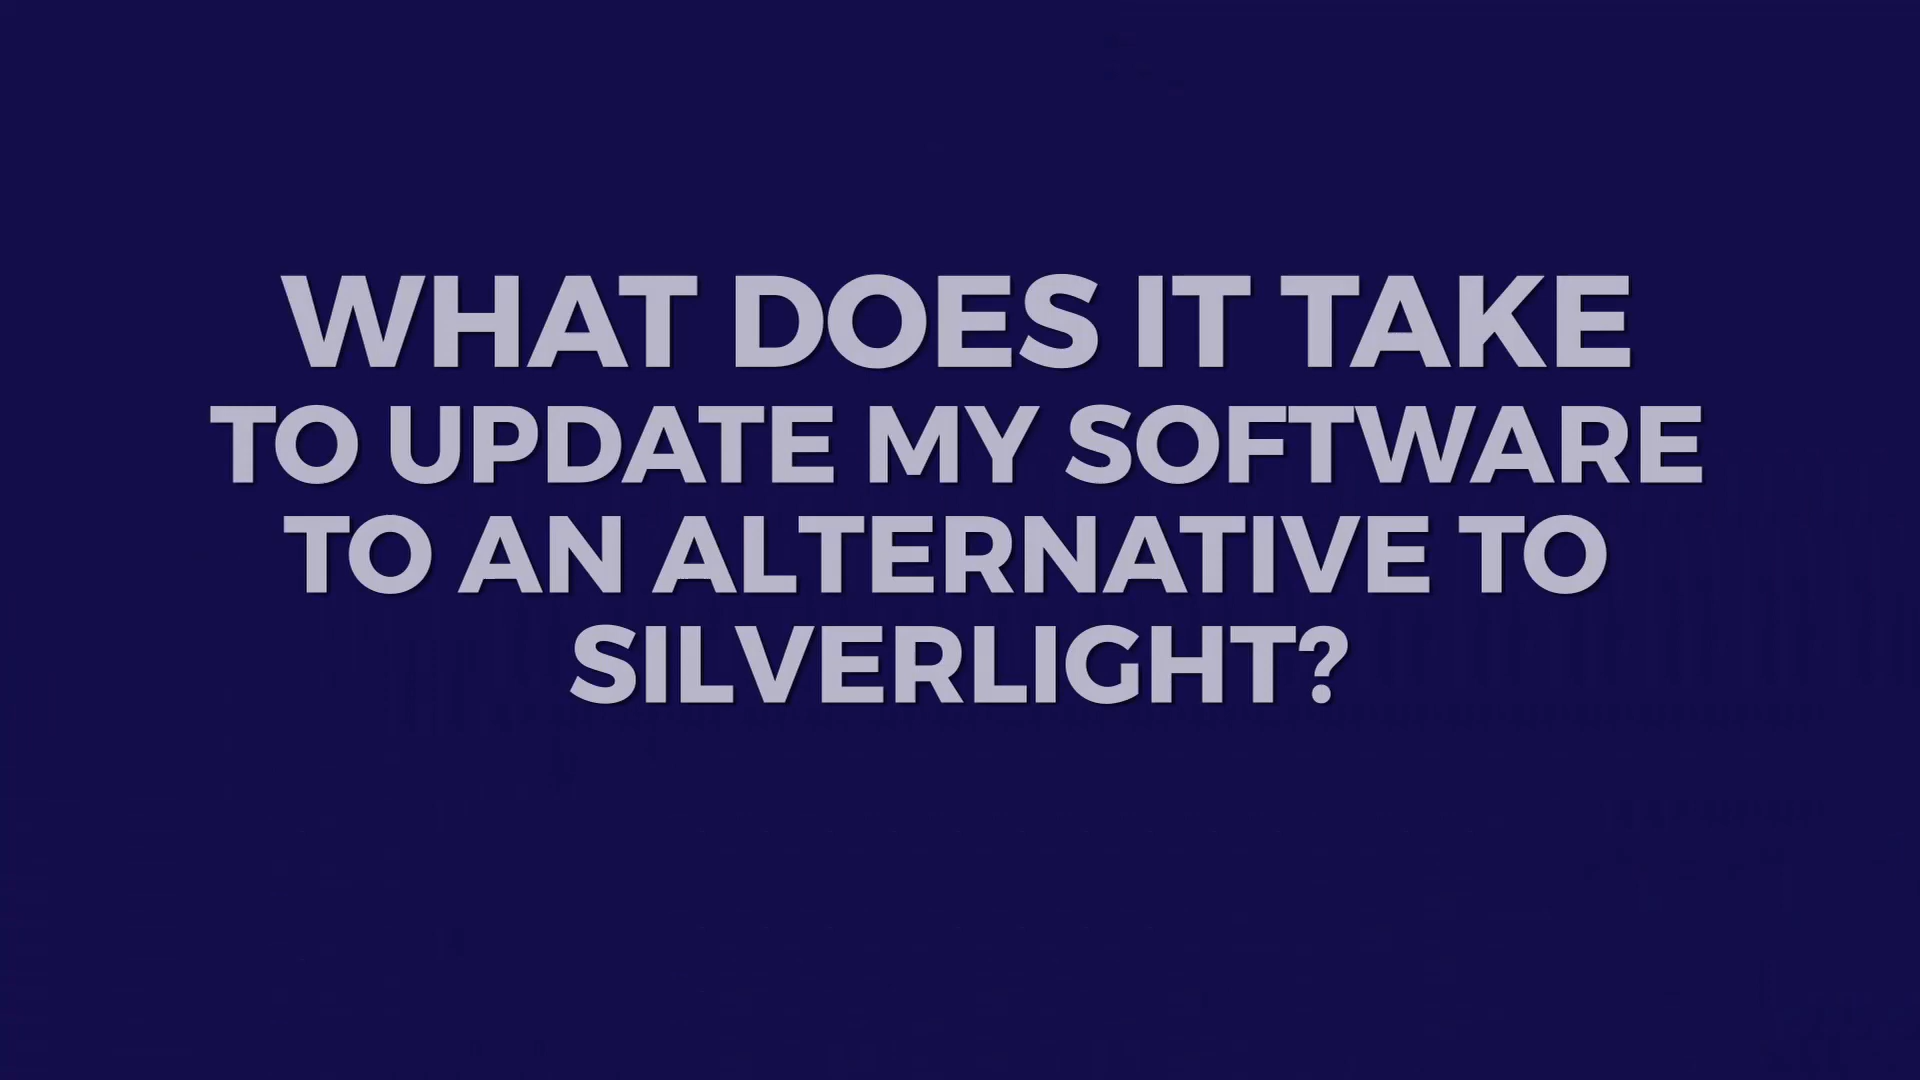 WHAT DOES IT TAKE
TO UPDATE MY SOFTWARE
TO AN ALTERNATIVE TO
SILVERLIGHT?